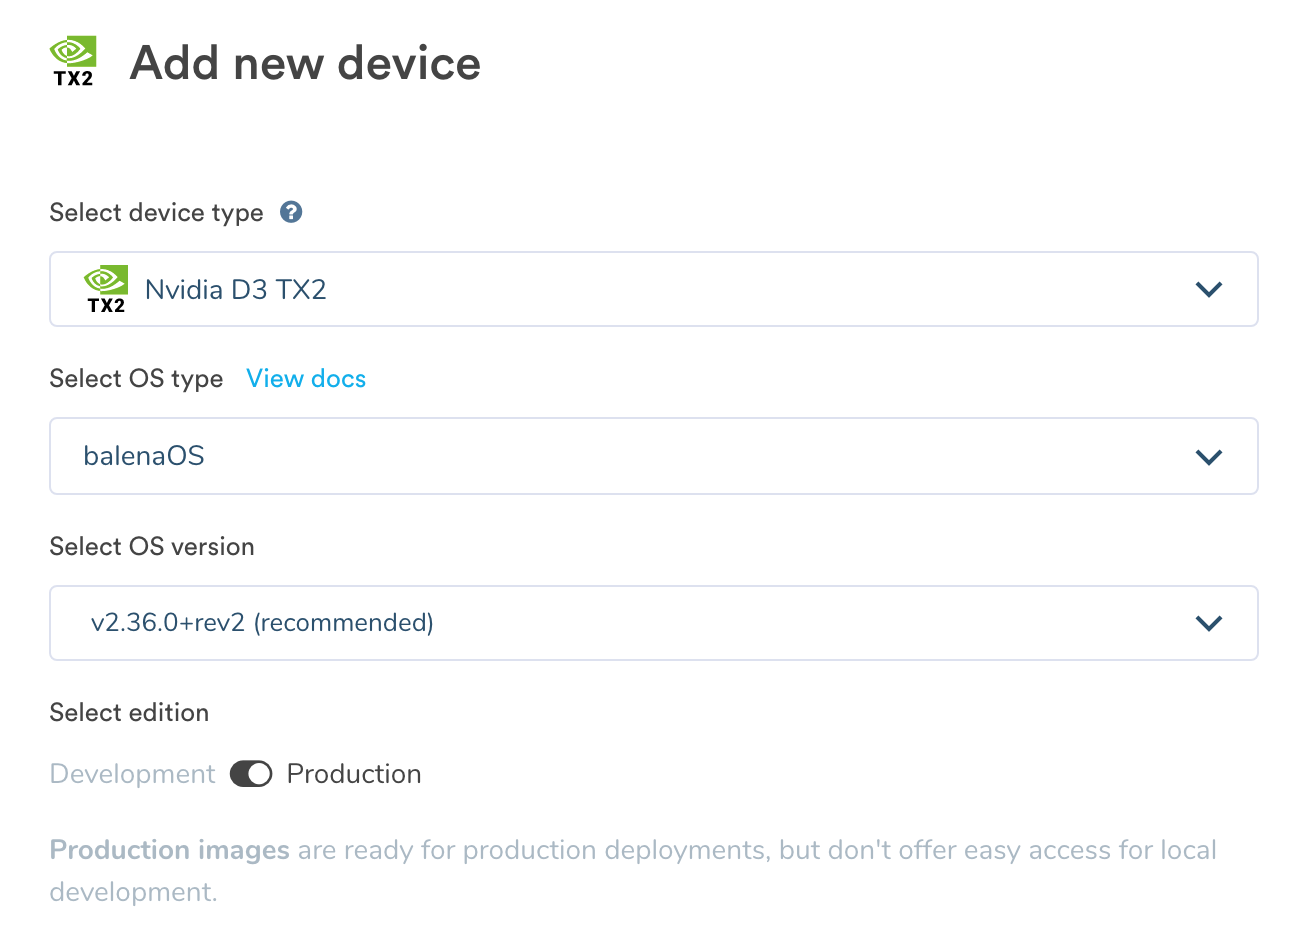 TX2 Add new device
Select device type ?
TX2 Nvidia D3 TX2
Select OS type View docs
balenaOS
Select OS version
v2.36.0+rev2 (recommended)
Select edition
Development Production
Production images are ready for production deployments, but don't offer easy access for local
development.